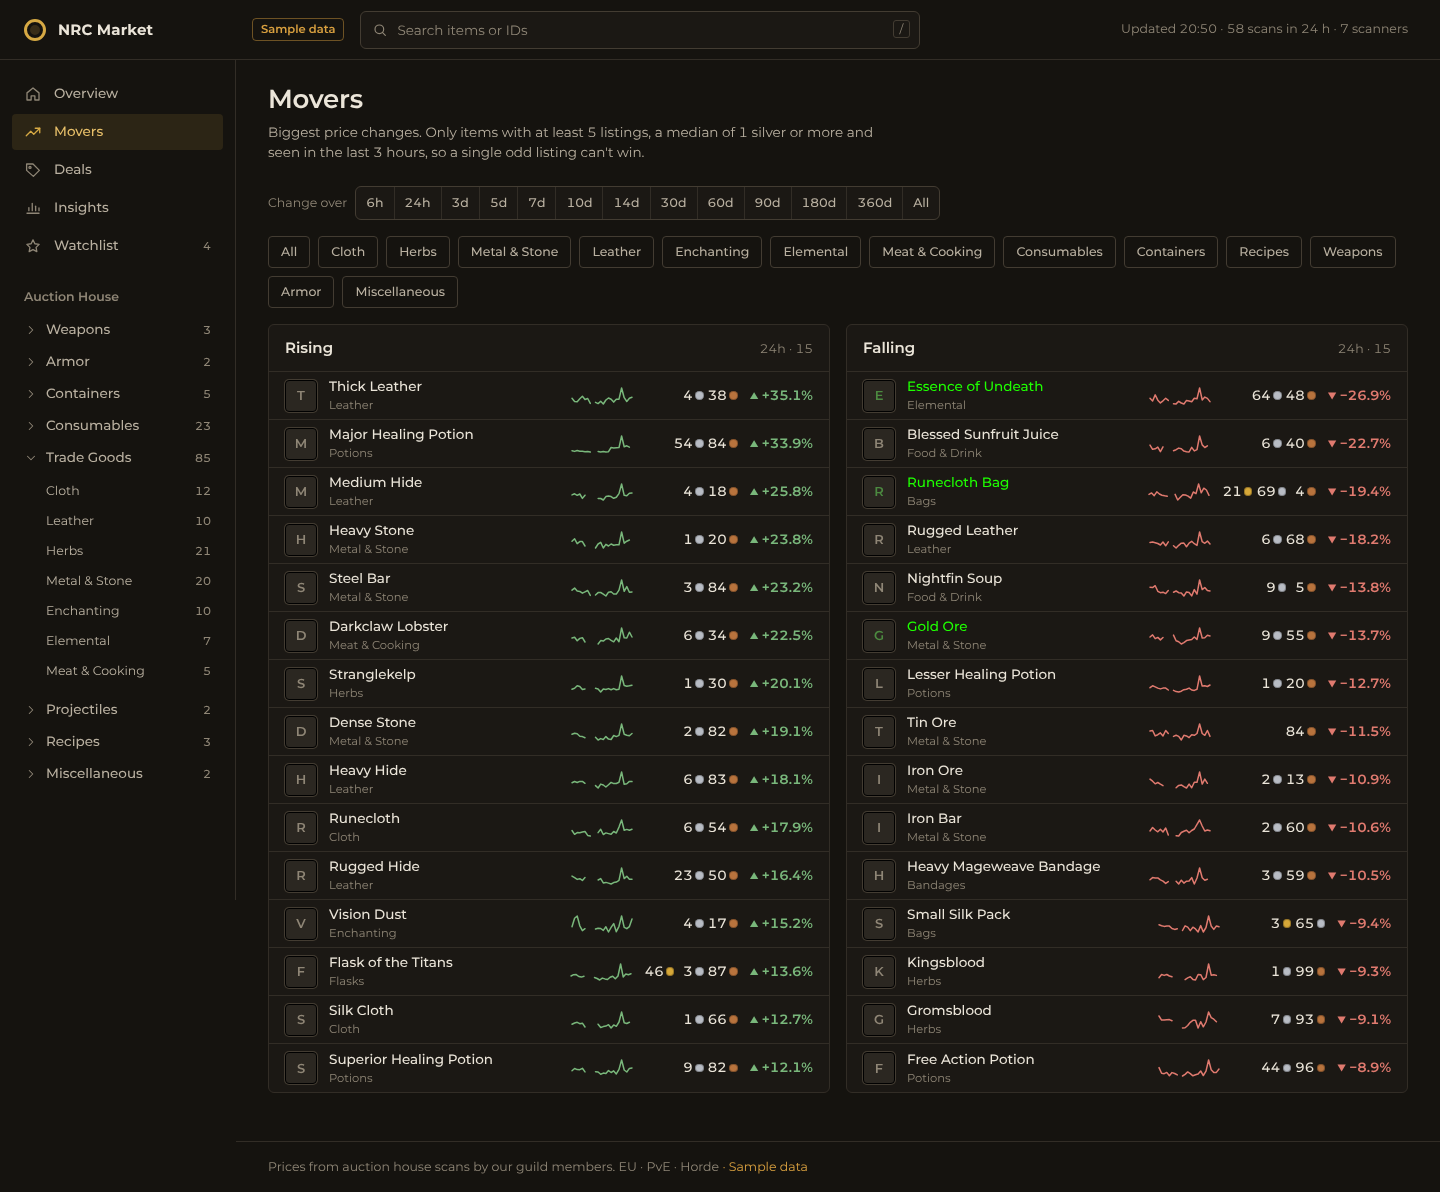 NRC Market
Sample data
Search items or IDs
/
Updated 20:50 · 58 scans in 24 h · 7 scanners
Overview
Movers
Deals
Insights
Watchlist 4
Auction House
Weapons 3
Armor 2
Containers 5
Consumables 23
Trade Goods 85
Cloth 12
Leather 10
Herbs 21
Metal & Stone 20
Enchanting 10
Elemental 7
Meat & Cooking 5
Projectiles 2
Recipes 3
Miscellaneous 2
Movers
Biggest price changes. Only items with at least 5 listings, a median of 1 silver or more and
seen in the last 3 hours, so a single odd listing can't win.
Change over 6h 24h 3d 5d 7d 10d 14d 30d 60d 90d 180d 360d All
All Cloth Herbs Metal & Stone Leather Enchanting Elemental Meat & Cooking Consumables Containers Recipes Weapons
Armor Miscellaneous
Rising 24h · 15
T Thick Leather 4 38 ▲+35.1%
Leather
M Major Healing Potion 54 84 ▲+33.9%
Potions
M Medium Hide 4 18 ▲+25.8%
Leather
H Heavy Stone 1 20 ▲+23.8%
Metal & Stone
S Steel Bar 3 84 ▲+23.2%
Metal & Stone
D Darkclaw Lobster 6 34 ▲+22.5%
Meat & Cooking
S Stranglekelp 1 30 ▲+20.1%
Herbs
D Dense Stone 2 82 ▲+19.1%
Metal & Stone
H Heavy Hide 6 83 ▲+18.1%
Leather
R Runecloth 6 54 ▲+17.9%
Cloth
R Rugged Hide 23 50 ▲+16.4%
Leather
V Vision Dust 4 17 ▲+15.2%
Enchanting
F Flask of the Titans 46 3 87 ▲+13.6%
Flasks
S Silk Cloth 1 66 ▲+12.7%
Cloth
S Superior Healing Potion 9 82 ▲+12.1%
Potions
Falling 24h · 15
E Essence of Undeath 64 48 ▼−26.9%
Elemental
B Blessed Sunfruit Juice 6 40 ▼−22.7%
Food & Drink
R Runecloth Bag 21 69 4 ▼−19.4%
Bags
R Rugged Leather 6 68 ▼−18.2%
Leather
N Nightfin Soup 9 5 ▼−13.8%
Food & Drink
G Gold Ore 9 55 ▼−13.7%
Metal & Stone
L Lesser Healing Potion 1 20 ▼−12.7%
Potions
T Tin Ore 84 ▼−11.5%
Metal & Stone
I Iron Ore 2 13 ▼−10.9%
Metal & Stone
I Iron Bar 2 60 ▼−10.6%
Metal & Stone
H Heavy Mageweave Bandage 3 59 ▼−10.5%
Bandages
S Small Silk Pack 3 65 ▼−9.4%
Bags
K Kingsblood 1 99 ▼−9.3%
Herbs
G Gromsblood 7 93 ▼−9.1%
Herbs
F Free Action Potion 44 96 ▼−8.9%
Potions
Prices from auction house scans by our guild members. EU · PvE · Horde · Sample data